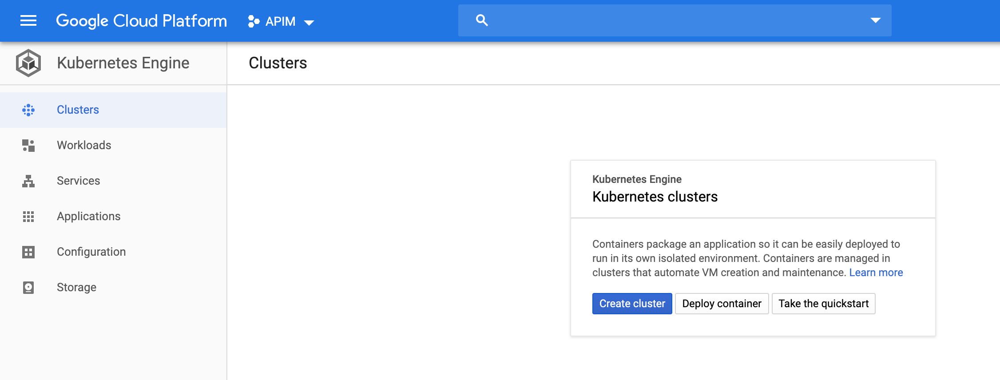 Google Cloud Platform
APIM
Kubernetes Engine
Clusters
Clusters
Workloads
Services
Applications
Configuration
Storage
Kubernetes Engine
Kubernetes clusters
Containers package an application so it can be easily deployed to
run in its own isolated environment. Containers are managed in
clusters that automate VM creation and maintenance. Learn more
Create cluster
Deploy container
Take the quickstart